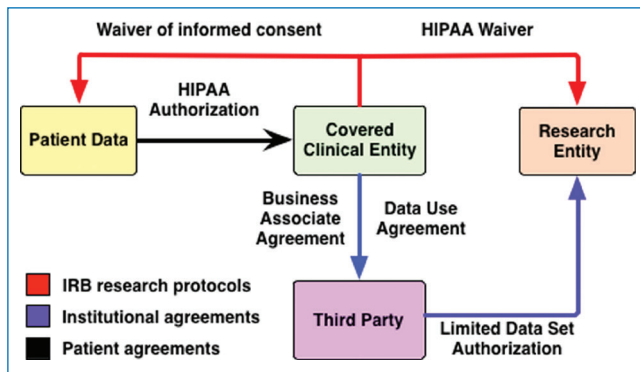 Waiver of informed consent
HIPAA Waiver
HIPAA
Authorization
Patient Data
Covered
Clinical Entity
Research
Entity
Business
Associate
Agreement
Data Use
Agreement
IRB research protocols
Institutional agreements
Patient agreements
Third Party
Limited Data Set
Authorization